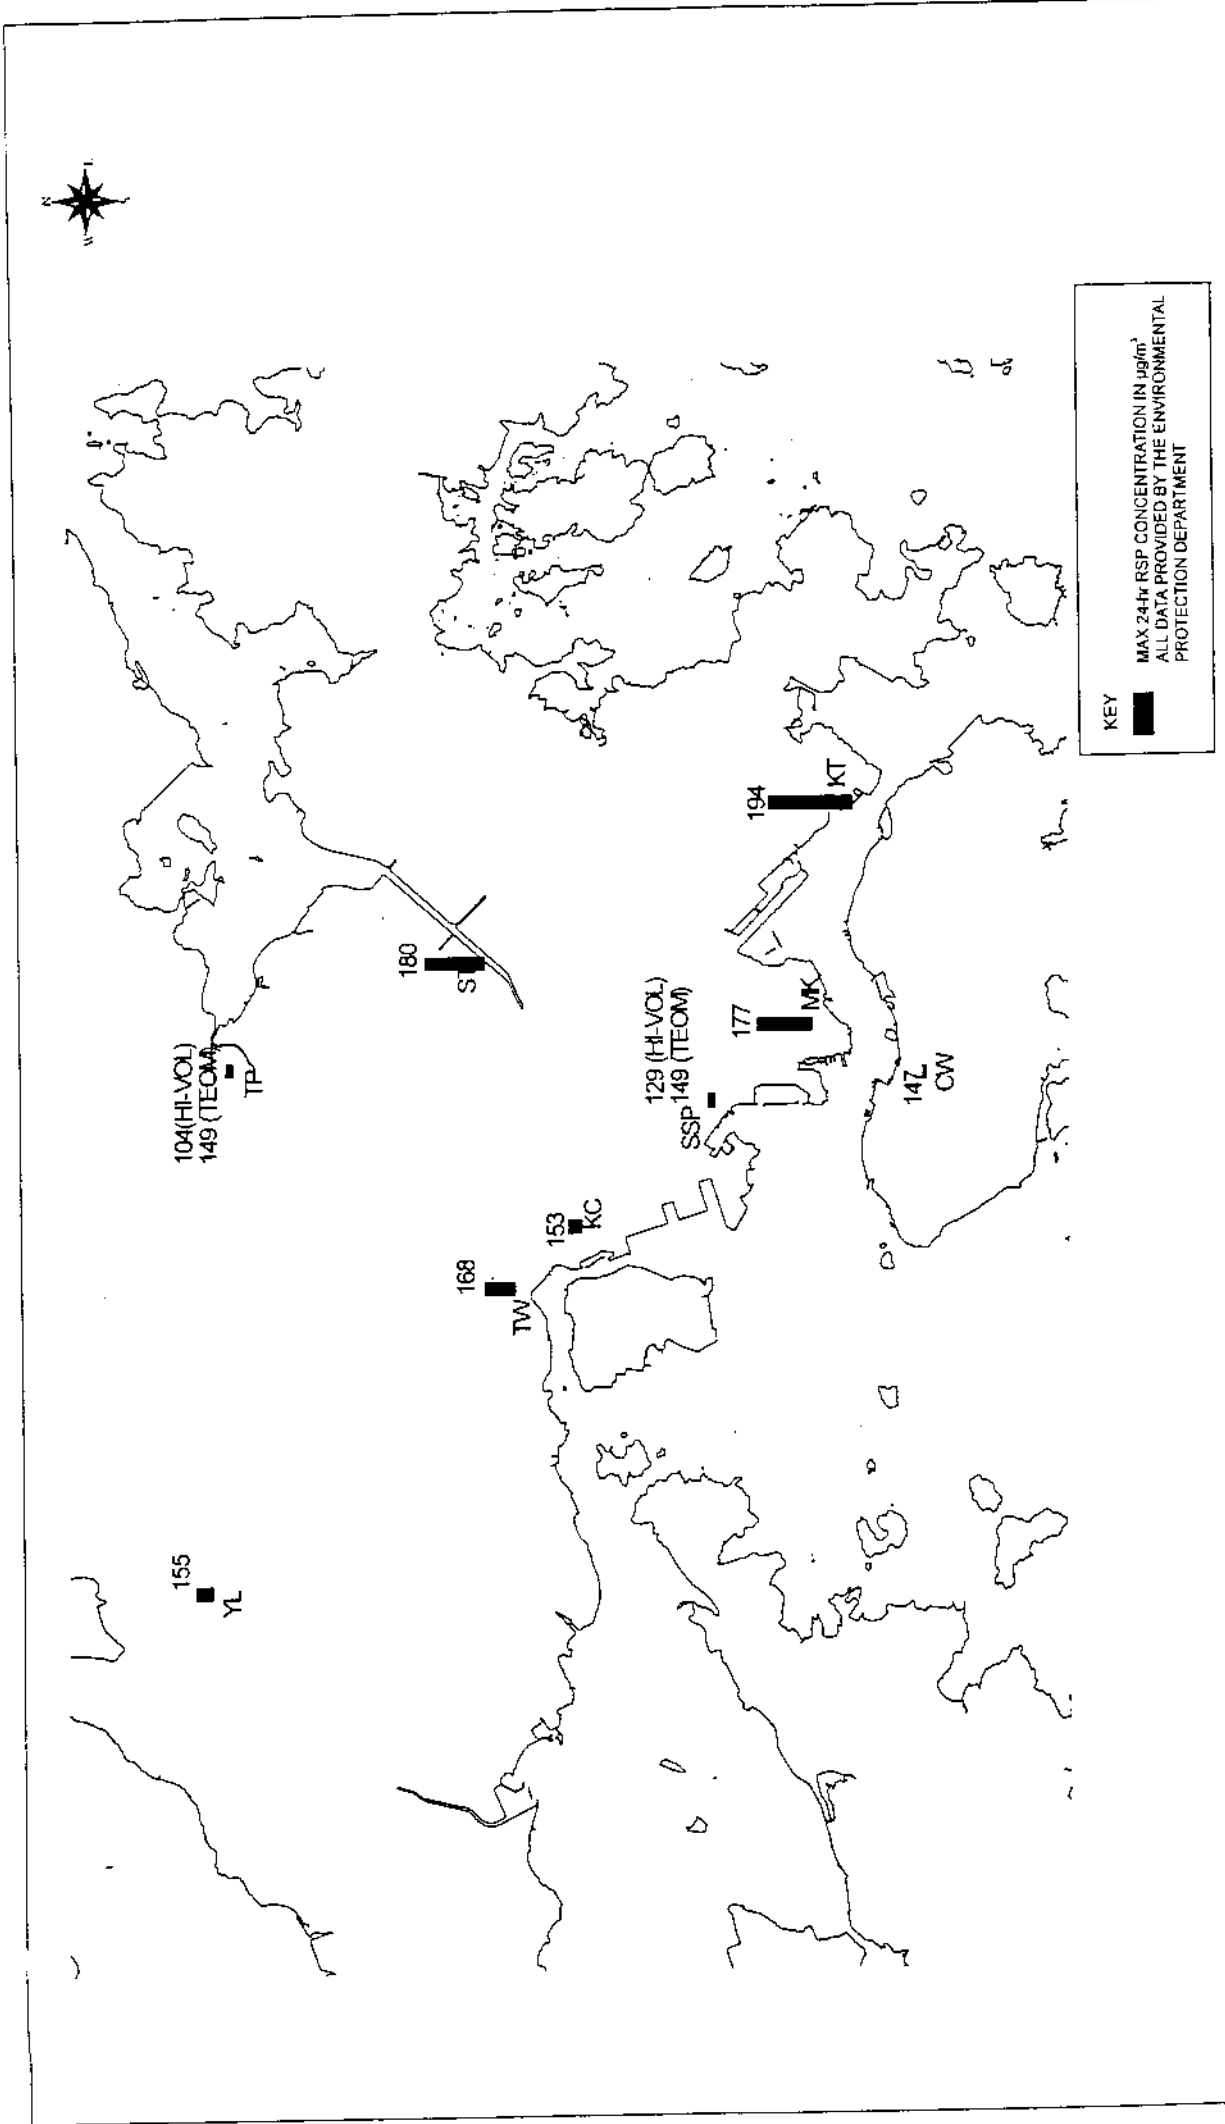 N
W
104(HI-VOL)
149 (TEOM)
TP
155
YL
180
ST
168
TW
153
KC
129 (HI-VOL)
149 (TEOM)
SSP
177
MK
194
KT
147
CW
KEY
MAX 24-hr RSP CONCENTRATION IN µg/m³
ALL DATA PROVIDED BY THE ENVIRONMENTAL
PROTECTION DEPARTMENT